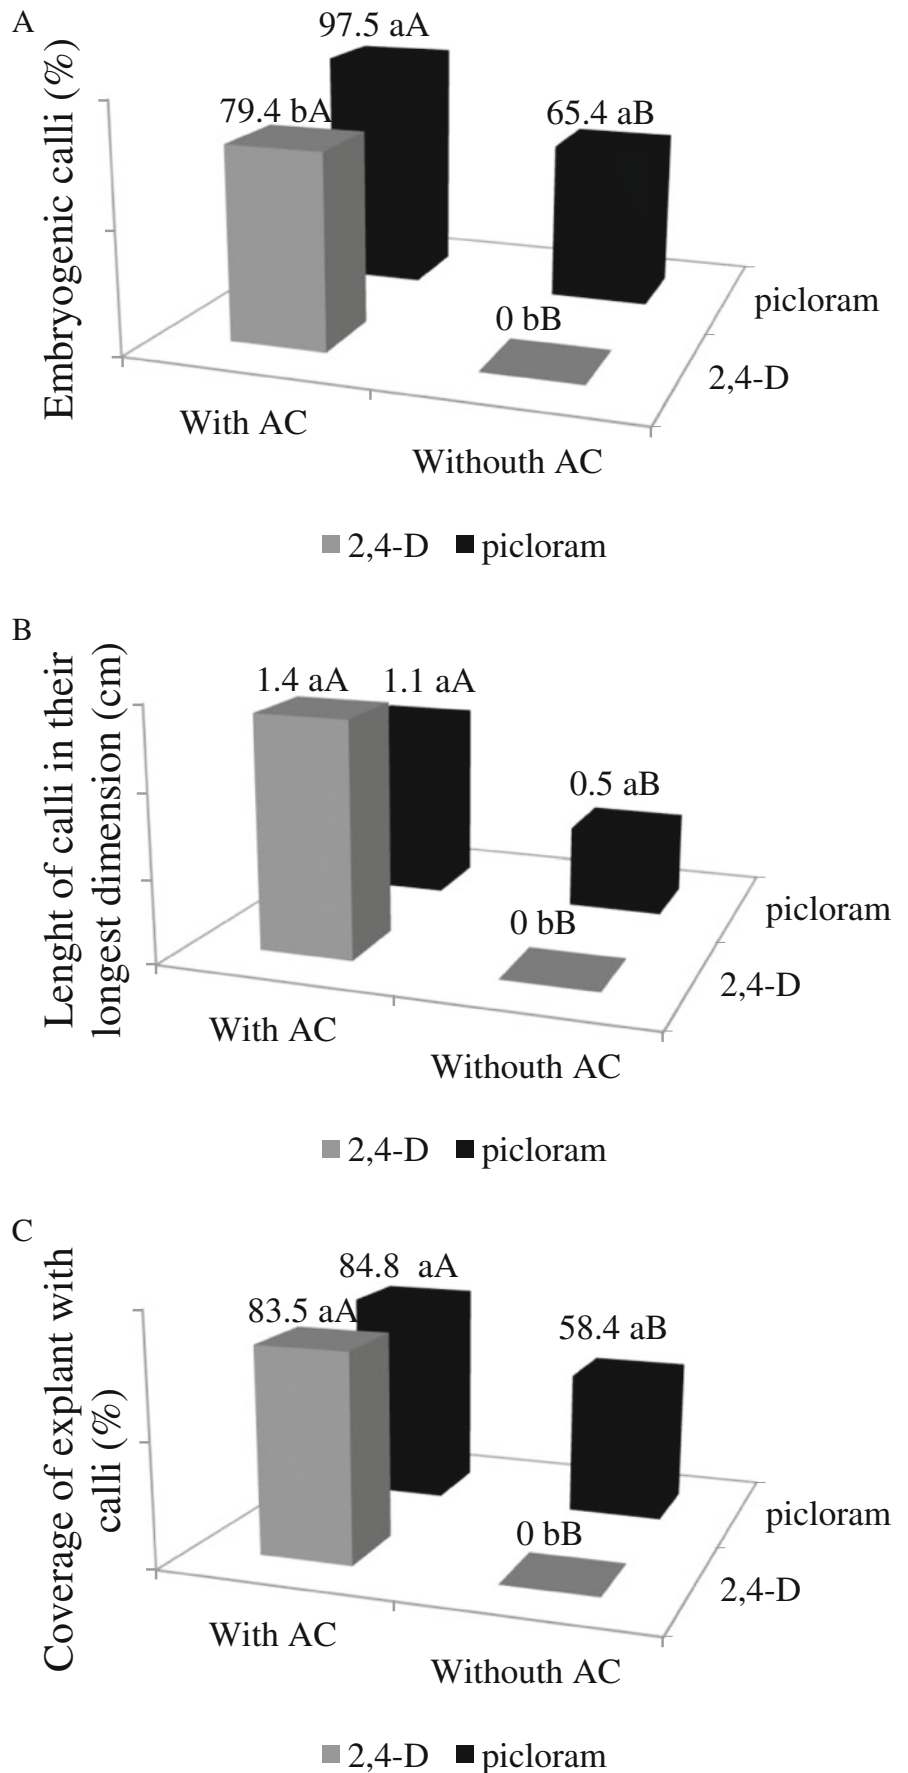 A
97.5 aA
79.4 bA
65.4 aB
0 bB
Embryogenic calli (%)
picloram
2,4-D
With AC
Withouth AC
2,4-D picloram
B
1.4 aA 1.1 aA
0.5 aB
0 bB
Lenght of calli in their
longest dimension (cm)
picloram
2,4-D
With AC
Withouth AC
2,4-D picloram
C
84.8 aA
83.5 aA
58.4 aB
0 bB
Coverage of explant with
calli (%)
picloram
2,4-D
With AC
Withouth AC
2,4-D picloram